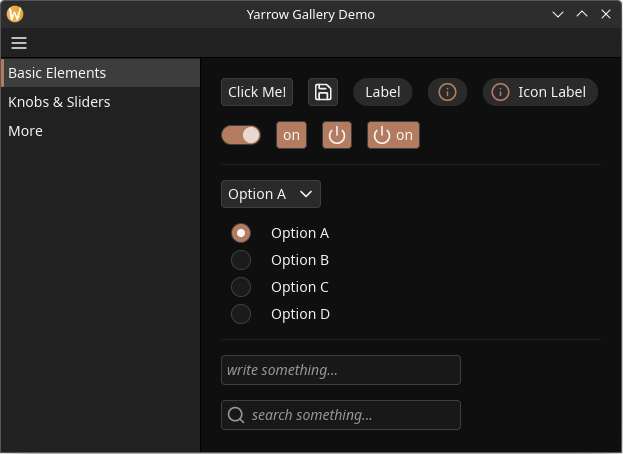 Yarrow Gallery Demo
Basic Elements
Knobs & Sliders
More
Click Me! Label Icon Label
on on
Option A
Option A
Option B
Option C
Option D
write something...
search something...